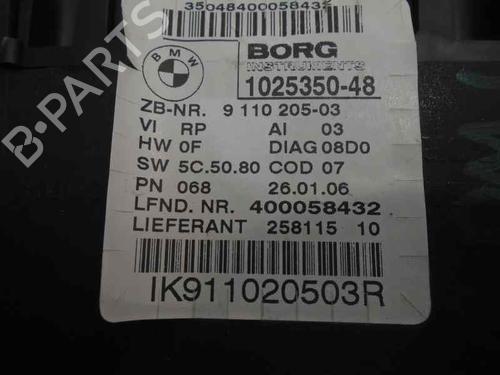 35048400058432
BMW
BORG
INSTRUMENTS
1025350-48
ZB-NR. 9 110 205-03
VI RP AI 03
HW 0F DIAG 08D0
SW 5C.50.80 COD 07
PN 068 26.01.06
LFND. NR. 400058432
LIEFERANT 258115 10
IK911020503R
B-PARTS